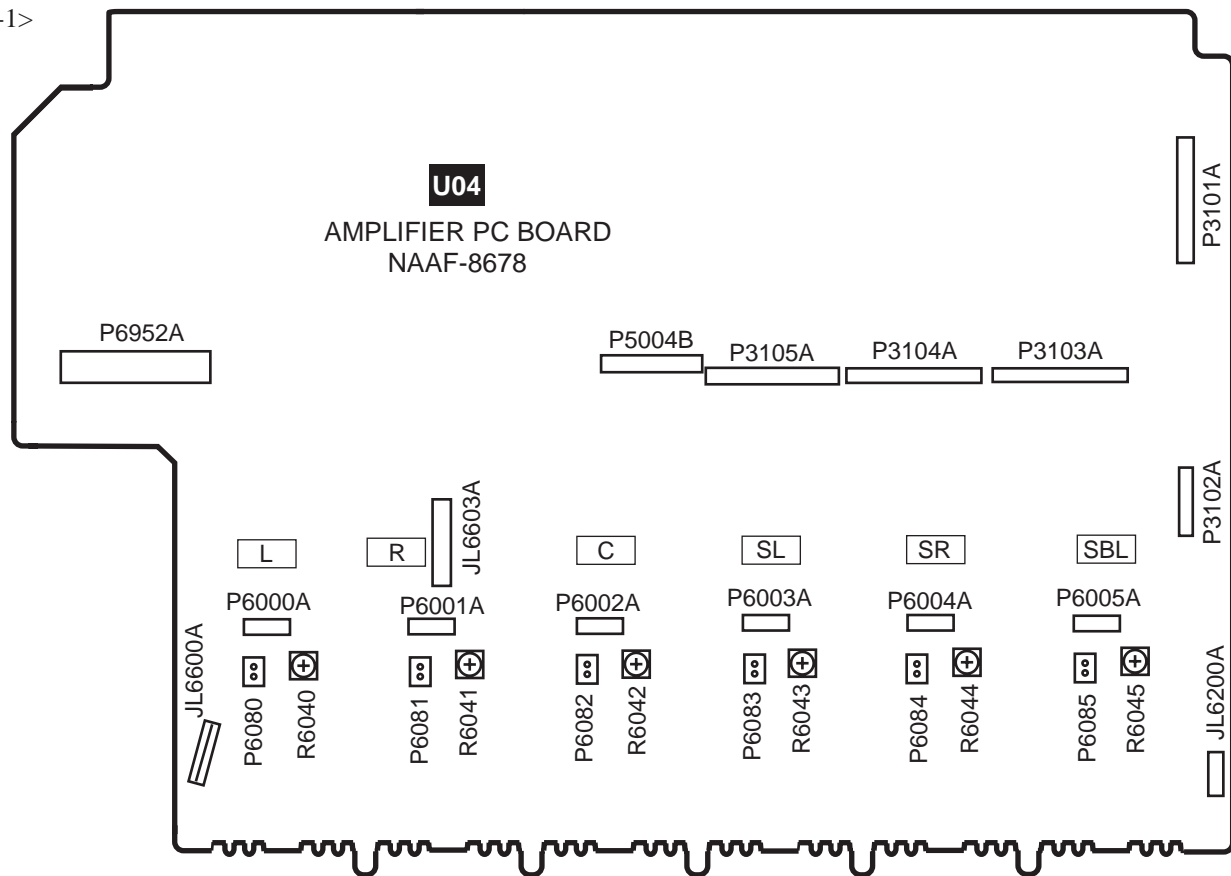 -1>
U04
AMPLIFIER PC BOARD
NAAF-8678
P3101A
P6952A
P5004B
P3105A
P3104A
P3103A
P3102A
JL6603A
L
R
C
SL
SR
SBL
P6000A
P6001A
P6002A
P6003A
P6004A
P6005A
JL6600A
P6080
R6040
P6081
R6041
P6082
R6042
P6083
R6043
P6084
R6044
P6085
R6045
JL6200A